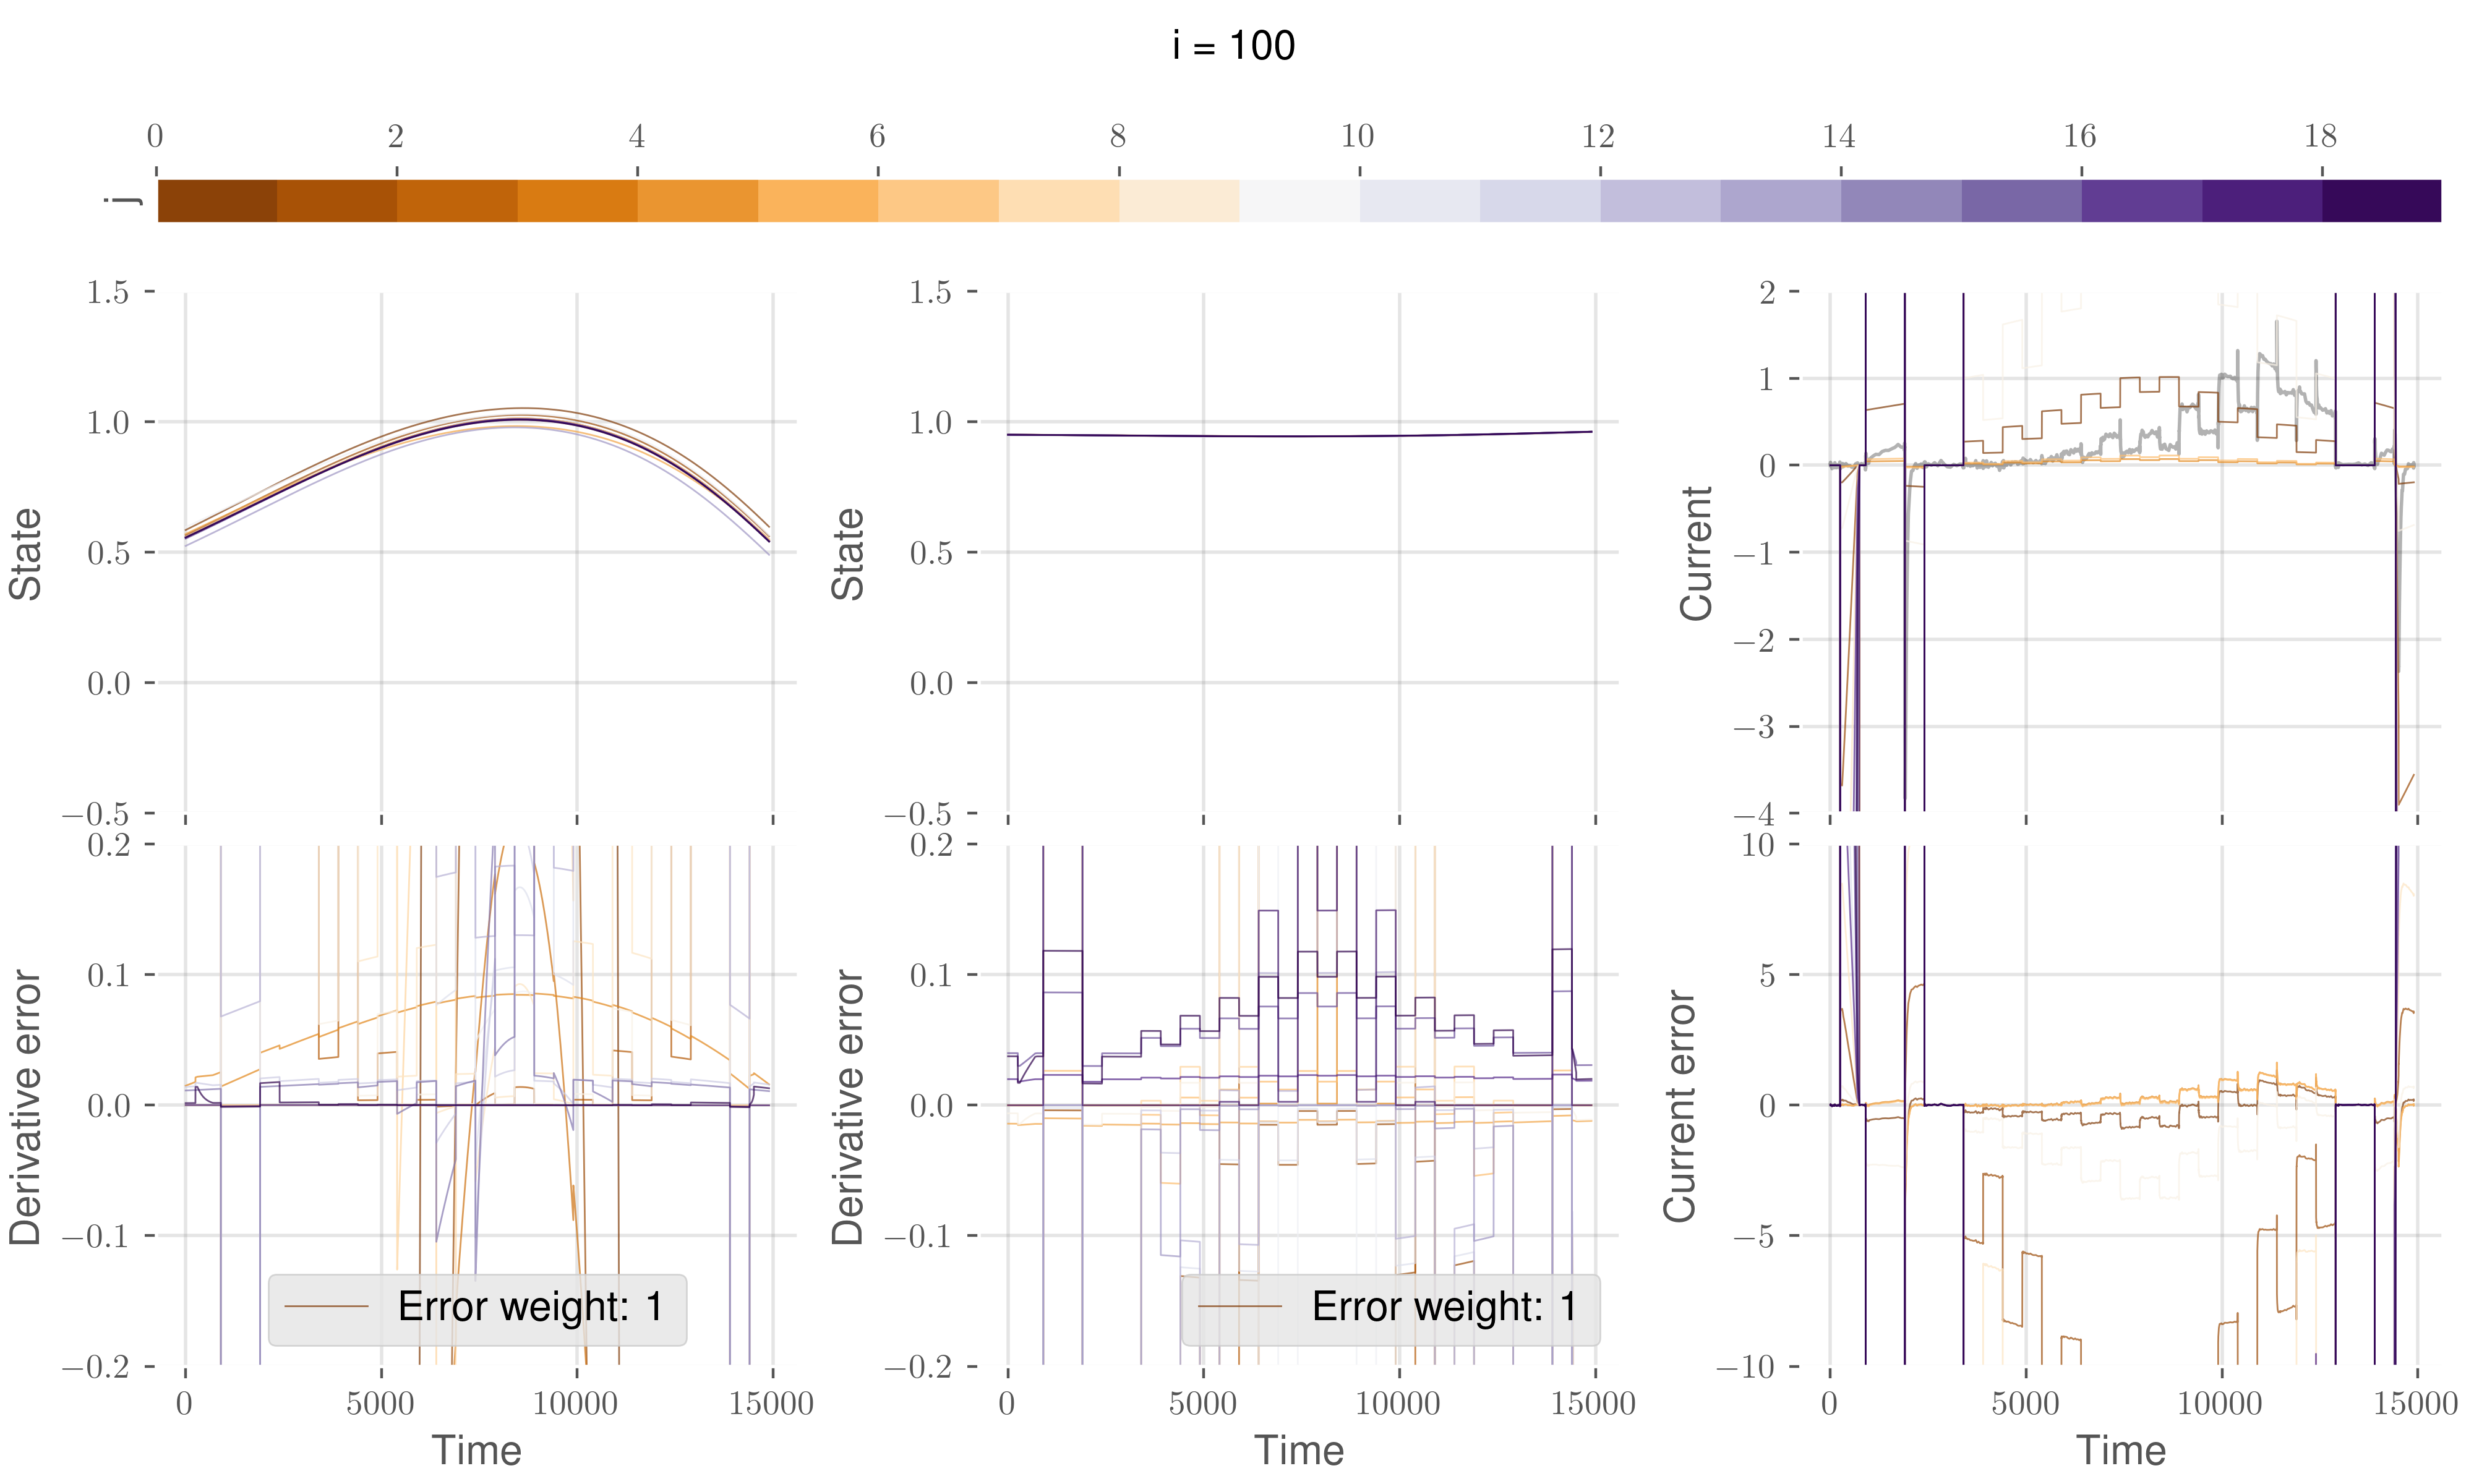 i = 100
0 2 4 6 8 10 12 14 16 18
j
1.5 1.0 0.5 0.0 −0.5
State
1.5 1.0 0.5 0.0 −0.5
State
2 1 0 −1 −2 −3 −4
Current
0.2 0.1 0.0 −0.1 −0.2
Derivative error
Error weight: 1
0 5000 10000 15000
Time
0.2 0.1 0.0 −0.1 −0.2
Derivative error
Error weight: 1
0 5000 10000 15000
Time
10 5 0 −5 −10
Current error
0 5000 10000 15000
Time